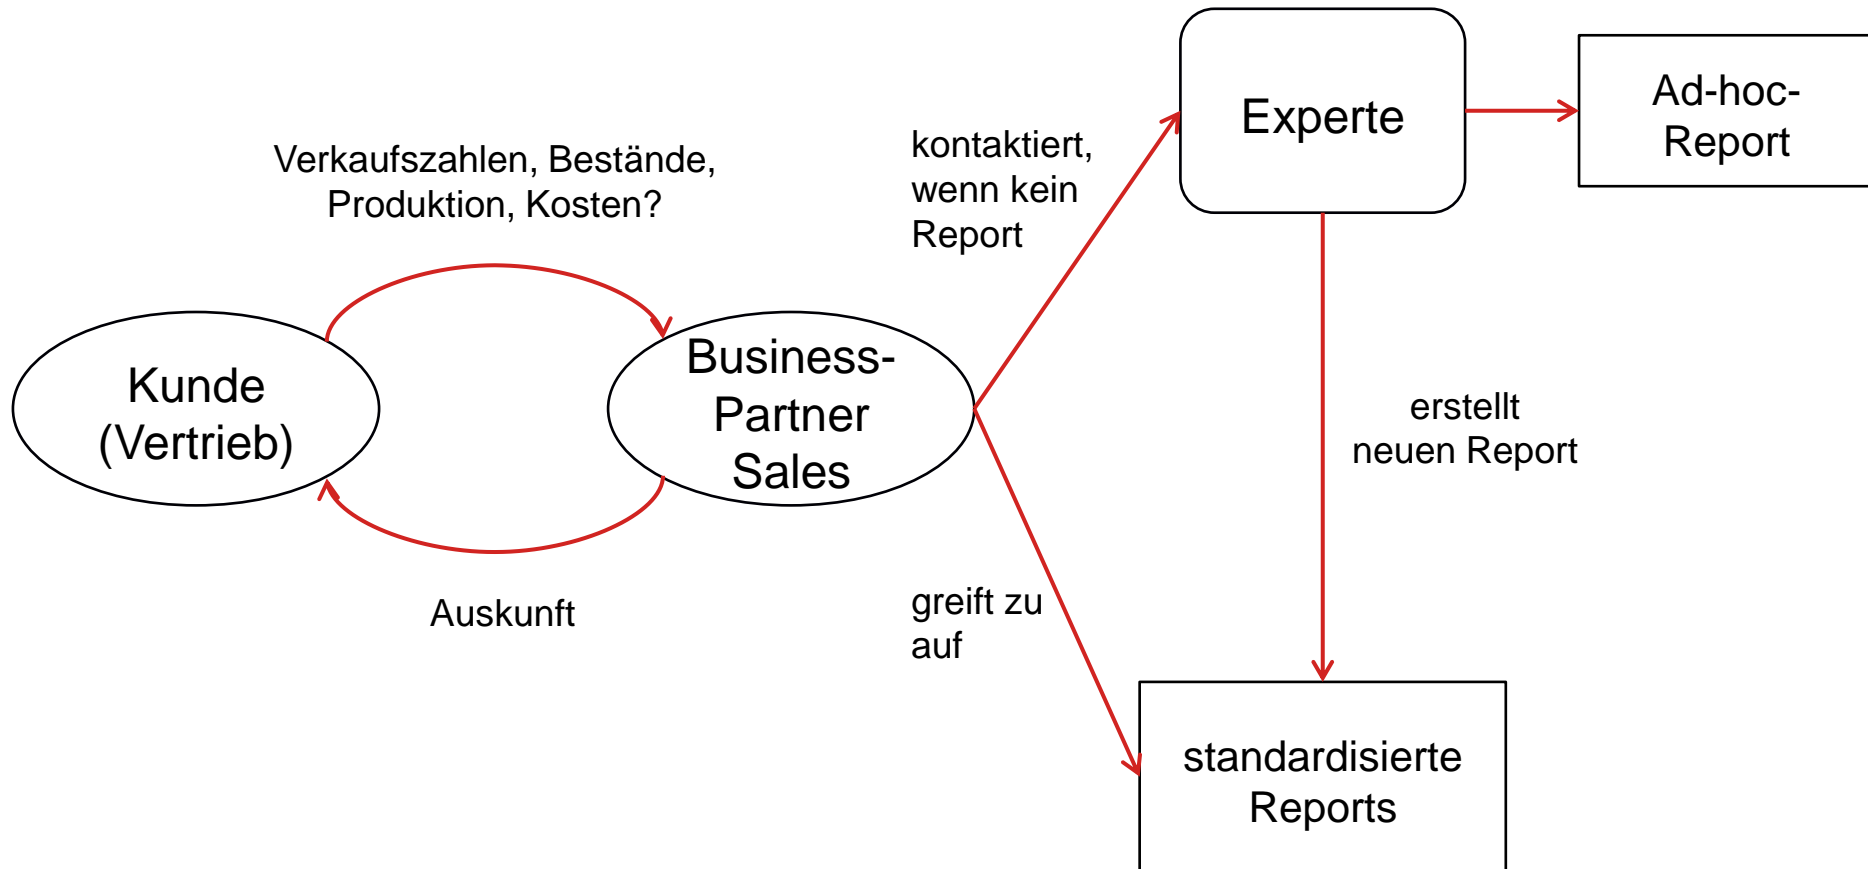 Verkaufszahlen, Bestände,
Produktion, Kosten?
Kunde
(Vertrieb)
Business-
Partner
Sales
Auskunft
kontaktiert,
wenn kein
Report
Experte
Ad-hoc-
Report
erstellt
neuen Report
greift zu
auf
standardisierte
Reports